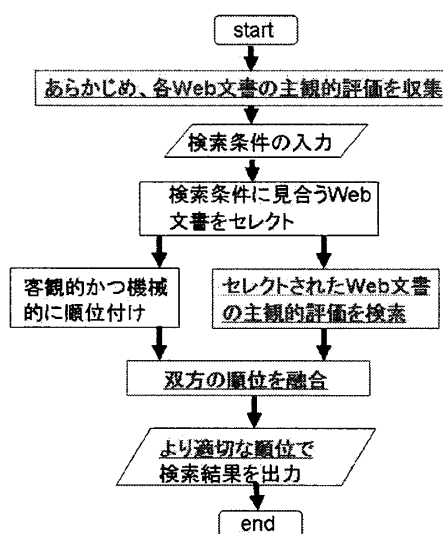 start
あらかじめ、各Web文書の主観的評価を収集
検索条件の入力
検索条件に見合うWeb
文書をセレクト
客観的かつ機械
的に順位付け
セレクトされたWeb文書
の主観的評価を検索
双方の順位を融合
より適切な順位で
検索結果を出力
end